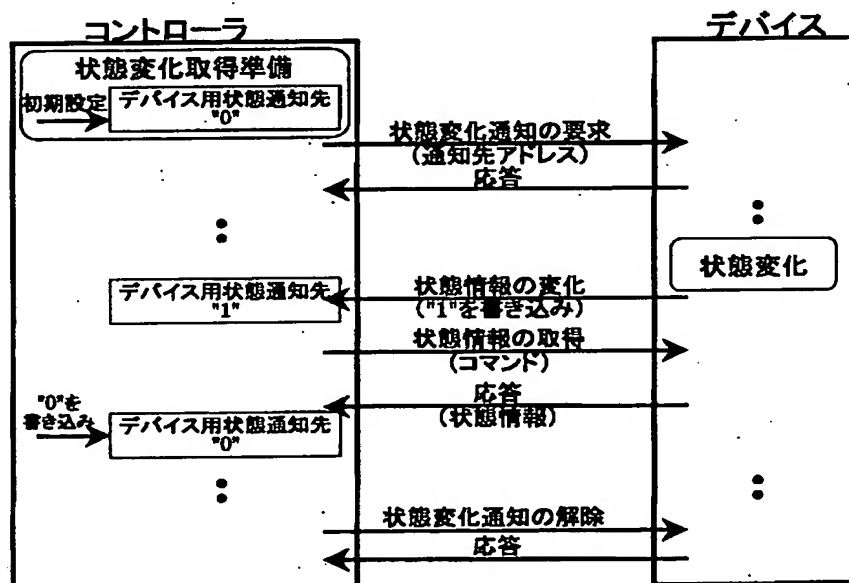 コントローラ
デバイス
状態変化取得準備
初期設定
デバイス用状態通知先
"0"
状態変化通知の要求
(通知先アドレス)
応答
状態変化
状態情報の変化
("1"を書き込み)
デバイス用状態通知先
"1"
状態情報の取得
(コマンド)
応答
(状態情報)
"0"を
書き込み
デバイス用状態通知先
"0"
状態変化通知の解除
応答